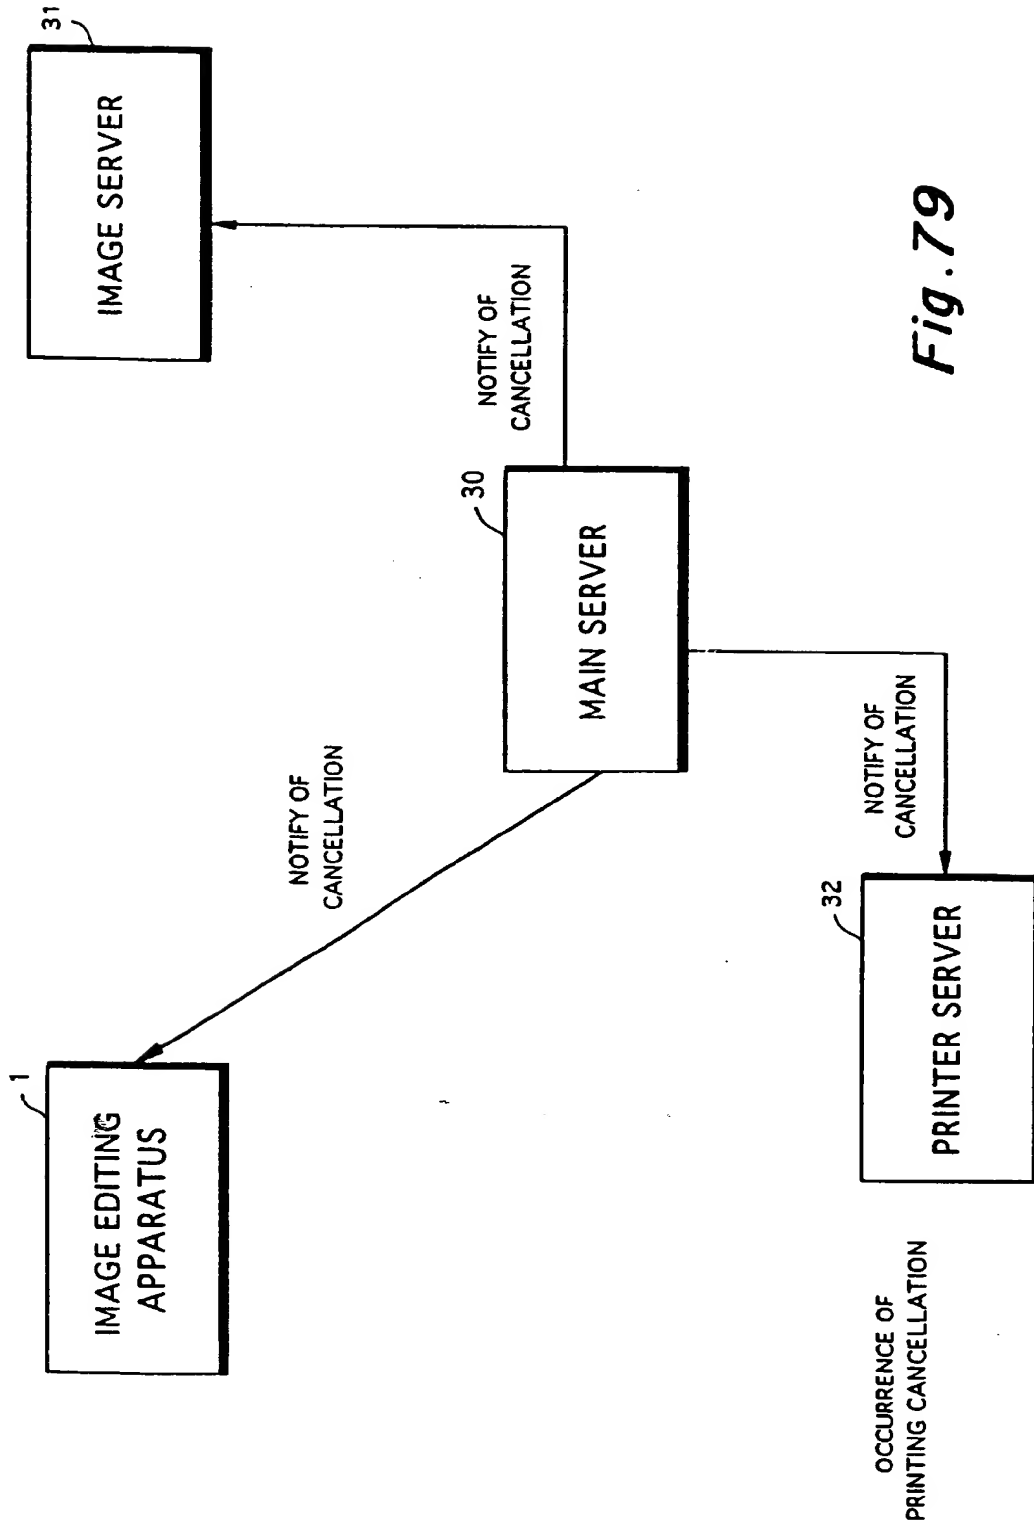 1
IMAGE EDITING
APPARATUS
NOTIFY OF
CANCELLATION
31
IMAGE SERVER
NOTIFY OF
CANCELLATION
30
MAIN SERVER
NOTIFY OF
CANCELLATION
32
PRINTER SERVER
OCCURRENCE OF
PRINTING CANCELLATION
Fig. 79